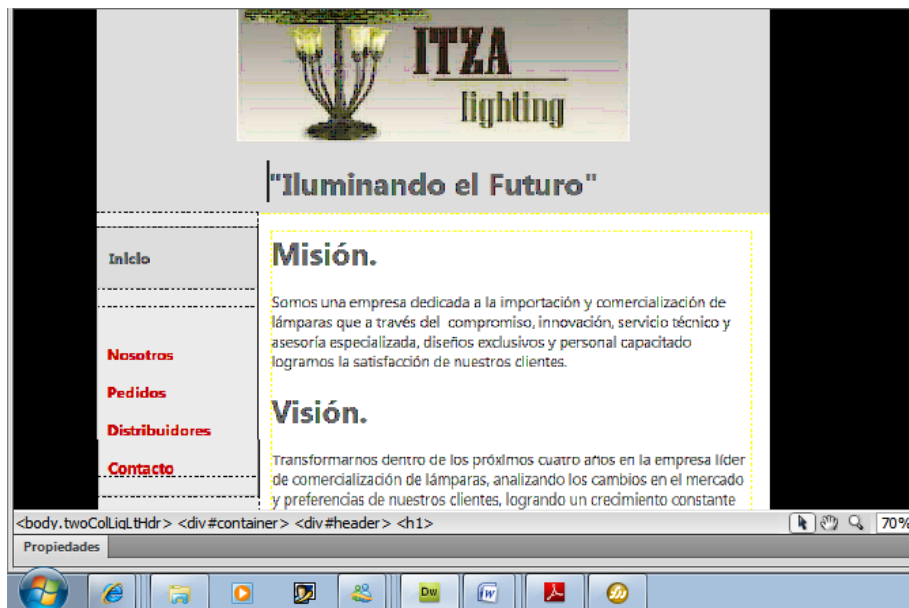 ITZA
lighting
"Iluminando el Futuro"
Inicio
Nosotros
Pedidos
Distribuidores
Contacto
Misión.
Somos una empresa dedicada a la importación y comercialización de
lámparas que a través del compromiso, innovación, servicio técnico y
asesoría especializada, diseños exclusivos y personal capacitado
logramos la satisfacción de nuestros clientes.
Visión.
Transformarnos dentro de los próximos cuatro años en la empresa líder
de comercialización de lámparas, analizando los cambios en el mercado
y preferencias de nuestros clientes, logrando un crecimiento constante
<body.twoColLiqLtHdr> <div#container> <div#header> <h1>
70%
Propiedades
Dw